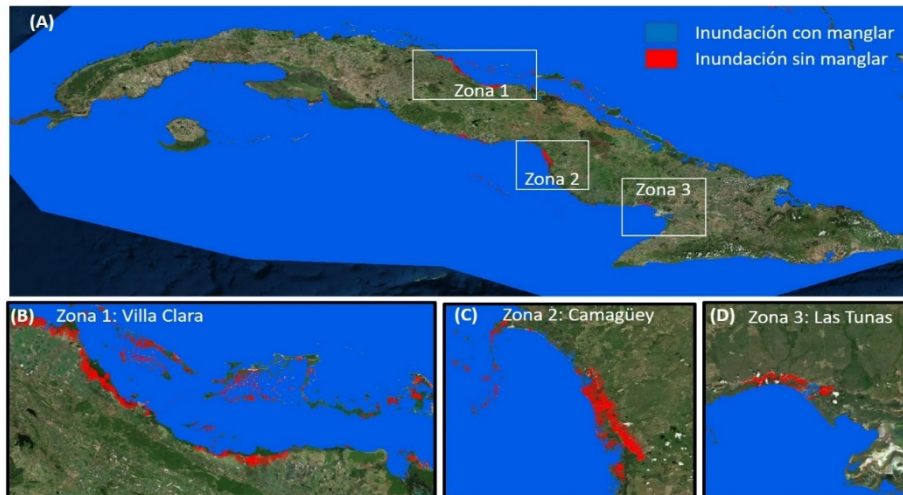 (A)
Inundación con manglar
Inundación sin manglar
Zona 1
Zona 2
Zona 3
(B) Zona 1: Villa Clara
(C) Zona 2: Camagüey
(D) Zona 3: Las Tunas